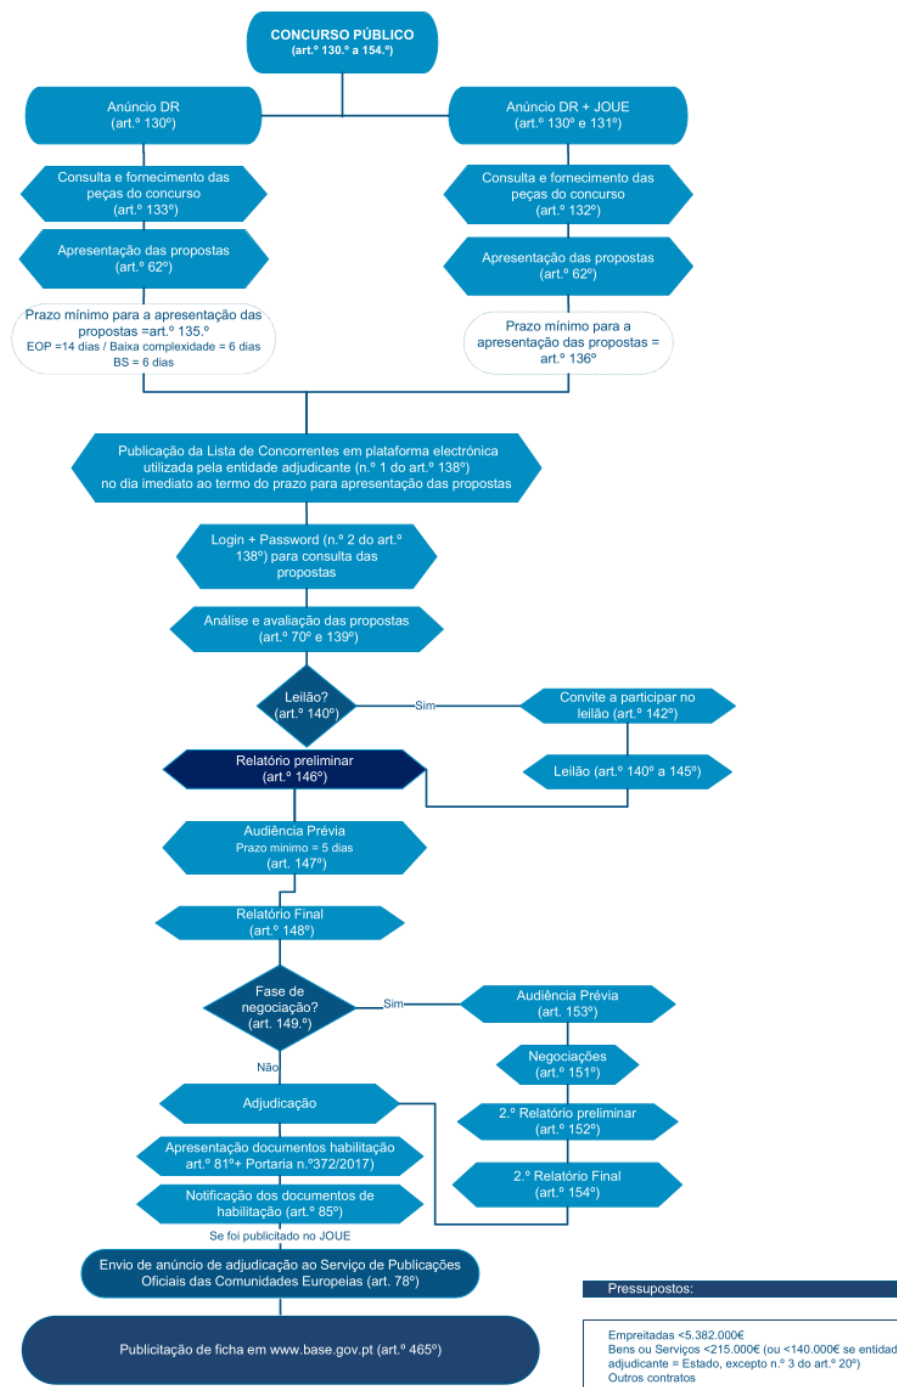 CONCURSO PÚBLICO
(art.º 130.º a 154.º)
Anúncio DR
(art.º 130º)
Anúncio DR + JOUE
(art.º 130º e 131º)
Consulta e fornecimento das
peças do concurso
(art.º 133º)
Consulta e fornecimento das
peças do concurso
(art.º 132º)
Apresentação das propostas
(art.º 62º)
Apresentação das propostas
(art.º 62º)
Prazo mínimo para a apresentação das
propostas =art.º 135.º
EOP =14 dias / Baixa complexidade = 6 dias
BS = 6 dias
Prazo mínimo para a
apresentação das propostas =
art.º 136º
Publicação da Lista de Concorrentes em plataforma electrónica
utilizada pela entidade adjudicante (n.º 1 do art.º 138º)
no dia imediato ao termo do prazo para apresentação das propostas
Login + Password (n.º 2 do art.º
138º) para consulta das
propostas
Análise e avaliação das propostas
(art.º 70º e 139º)
Leilão?
(art.º 140º)
Sim
Convite a participar no
leilão (art.º 142º)
Relatório preliminar
(art.º 146º)
Leilão (art.º 140º a 145º)
Audiência Prévia
Prazo minimo = 5 dias
(art. 147º)
Relatório Final
(art.º 148º)
Fase de
negociação?
(art. 149.º)
Sim
Audiência Prévia
(art. 153º)
Negociações
(art.º 151º)
Não
Adjudicação
2.º Relatório preliminar
(art.º 152º)
Apresentação documentos habilitação
art.º 81º+ Portaria n.º372/2017)
2.º Relatório Final
(art.º 154º)
Notificação dos documentos de
habilitação (art.º 85º)
Se foi publicitado no JOUE
Envio de anúncio de adjudicação ao Serviço de Publicações
Oficiais das Comunidades Europeias (art. 78º)
Publicitação de ficha em www.base.gov.pt (art.º 465º)
Pressupostos:
Empreitadas <5.382.000€
Bens ou Serviços <215.000€ (ou <140.000€ se entidad
adjudicante = Estado, excepto n.º 3 do art.º 20º)
Outros contratos